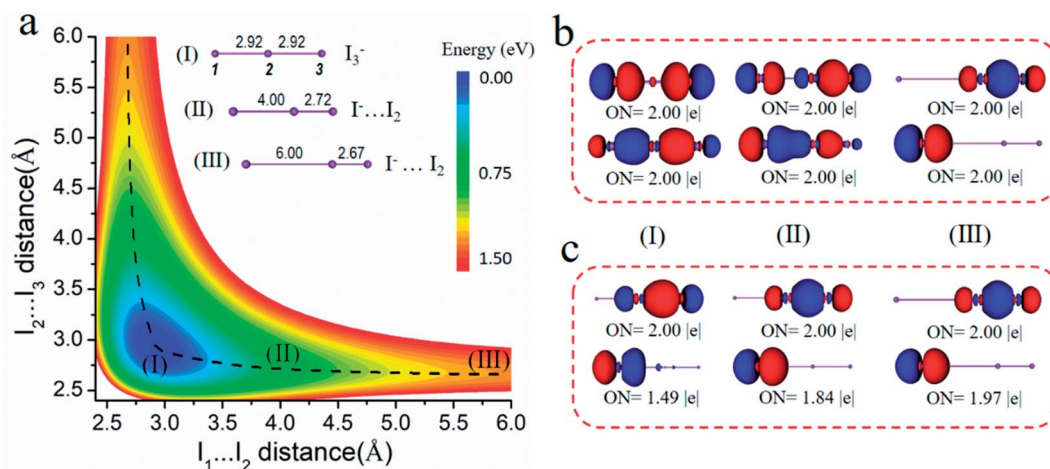 a
6.0
5.5
5.0
4.5
4.0
3.5
3.0
2.5
I2...I3 distance(Å)
2.5 3.0 3.5 4.0 4.5 5.0 5.5 6.0
I1...I2 distance(Å)
(I) 2.92 2.92 I3-
1 2 3
(II) 4.00 2.72 I-...I2
(III) 6.00 2.67 I- ... I2
Energy (eV)
0.00
0.75
1.50
(I)
(II)
(III)
b
ON= 2.00 |e| ON= 2.00 |e| ON= 2.00 |e|
ON= 2.00 |e| ON= 2.00 |e| ON= 2.00 |e|
(I) (II) (III)
c
ON= 2.00 |e| ON= 2.00 |e| ON= 2.00 |e|
ON= 1.49 |e| ON= 1.84 |e| ON= 1.97 |e|